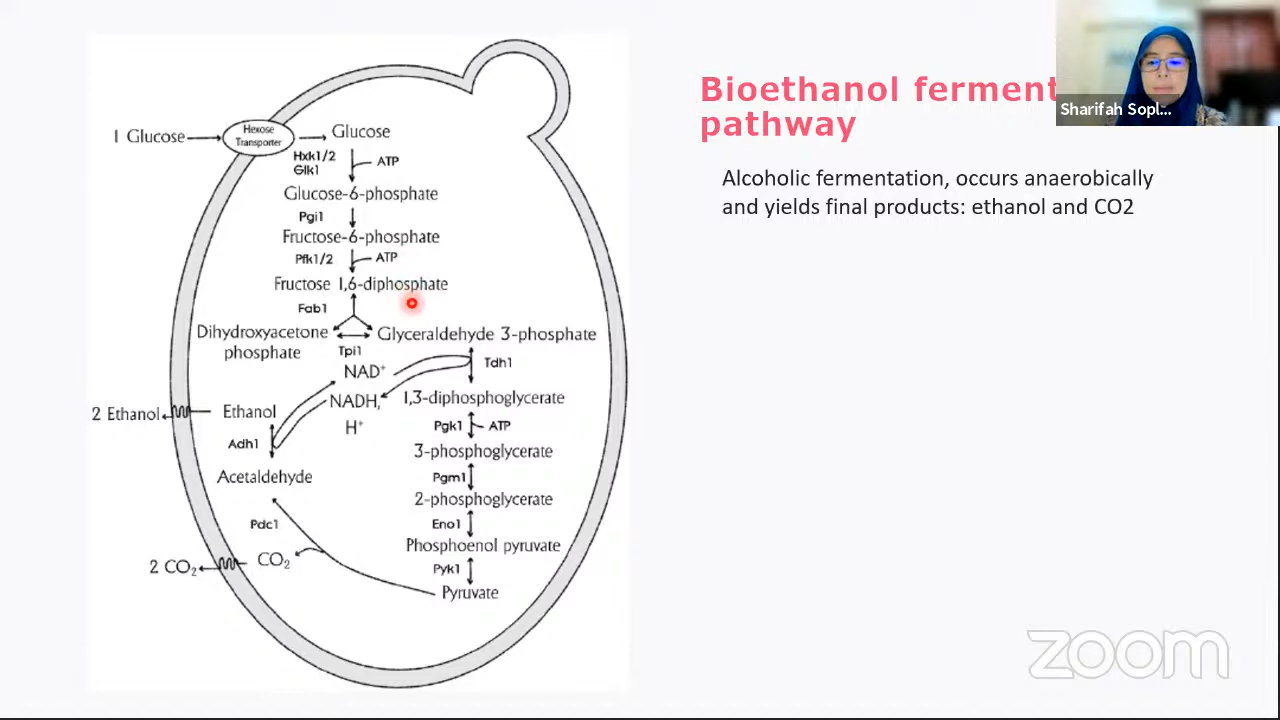 Bioethanol ferment
pathway
Sharifah Sopl...
Alcoholic fermentation, occurs anaerobically
and yields final products: ethanol and CO2
1 Glucose
Hexose
Transporter
Glucose
Hxk1/2
Glk1
ATP
Glucose-6-phosphate
Pgi1
Fructose-6-phosphate
Pfk1/2
ATP
Fructose 1,6-diphosphate
Fab1
Dihydroxyacetone
phosphate
Glyceraldehyde 3-phosphate
Tpi1
NAD+
Tdh1
NADH,
H+
1,3-diphosphoglycerate
2 Ethanol
Ethanol
Adh1
Acetaldehyde
Pgk1
ATP
3-phosphoglycerate
Pgm1
2-phosphoglycerate
Eno1
Phosphoenol pyruvate
Pyk1
Pyruvate
Pdc1
CO2
2 CO2
zoom